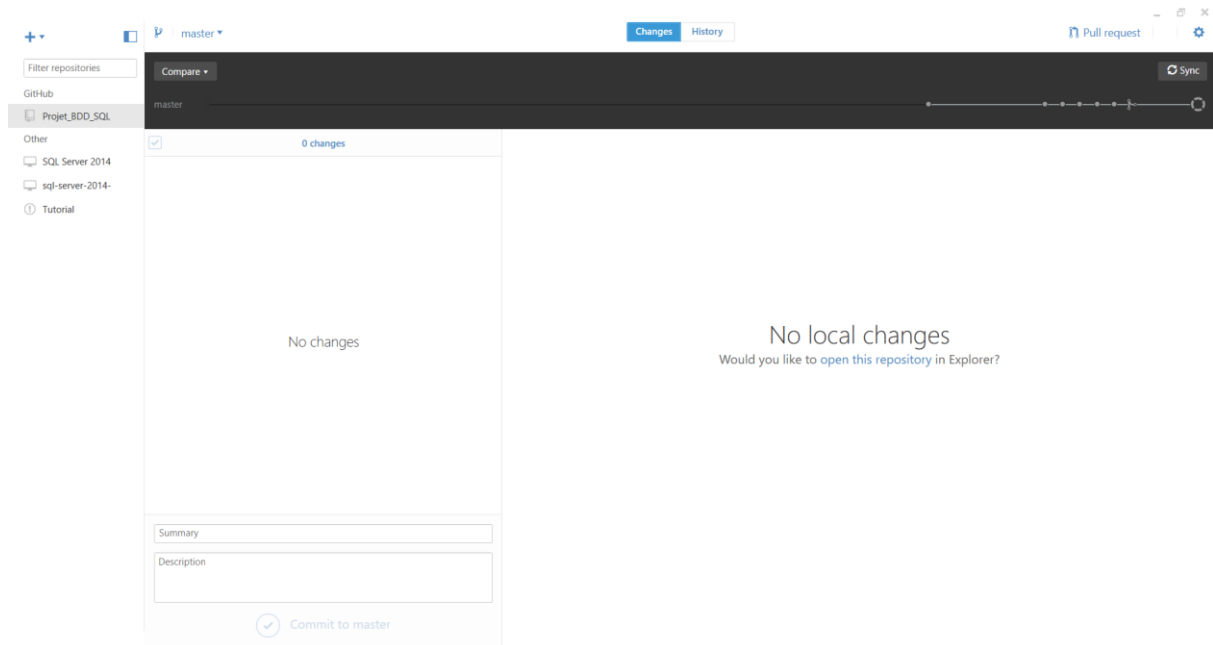 master
Changes
History
Pull request
Filter repositories
Compare
Sync
GitHub
master
Projet_BDD_SQL
Other
0 changes
SQL Server 2014
sql-server-2014-
Tutorial
No changes
No local changes
Would you like to open this repository in Explorer?
Summary
Description
Commit to master